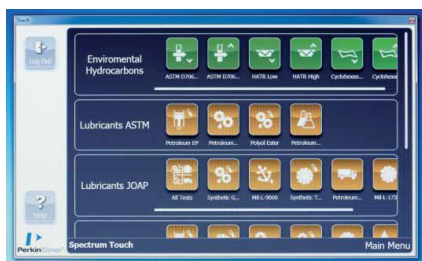 Touch
Log Out
Enviromental
Hydrocarbons
ASTM D706...
ASTM D706...
HATR Low
HATR High
Cyclohexan...
Cyclohexa
Lubricants ASTM
Petroleum EP
Petroleum...
Polyol Ester
Petroleum...
Lubricants JOAP
All Tests
Synthetic G...
Mil-L-9000
Synthetic T...
Petroleum...
Mil-L-173
Help
PerkinElmer
Spectrum Touch
Main Menu